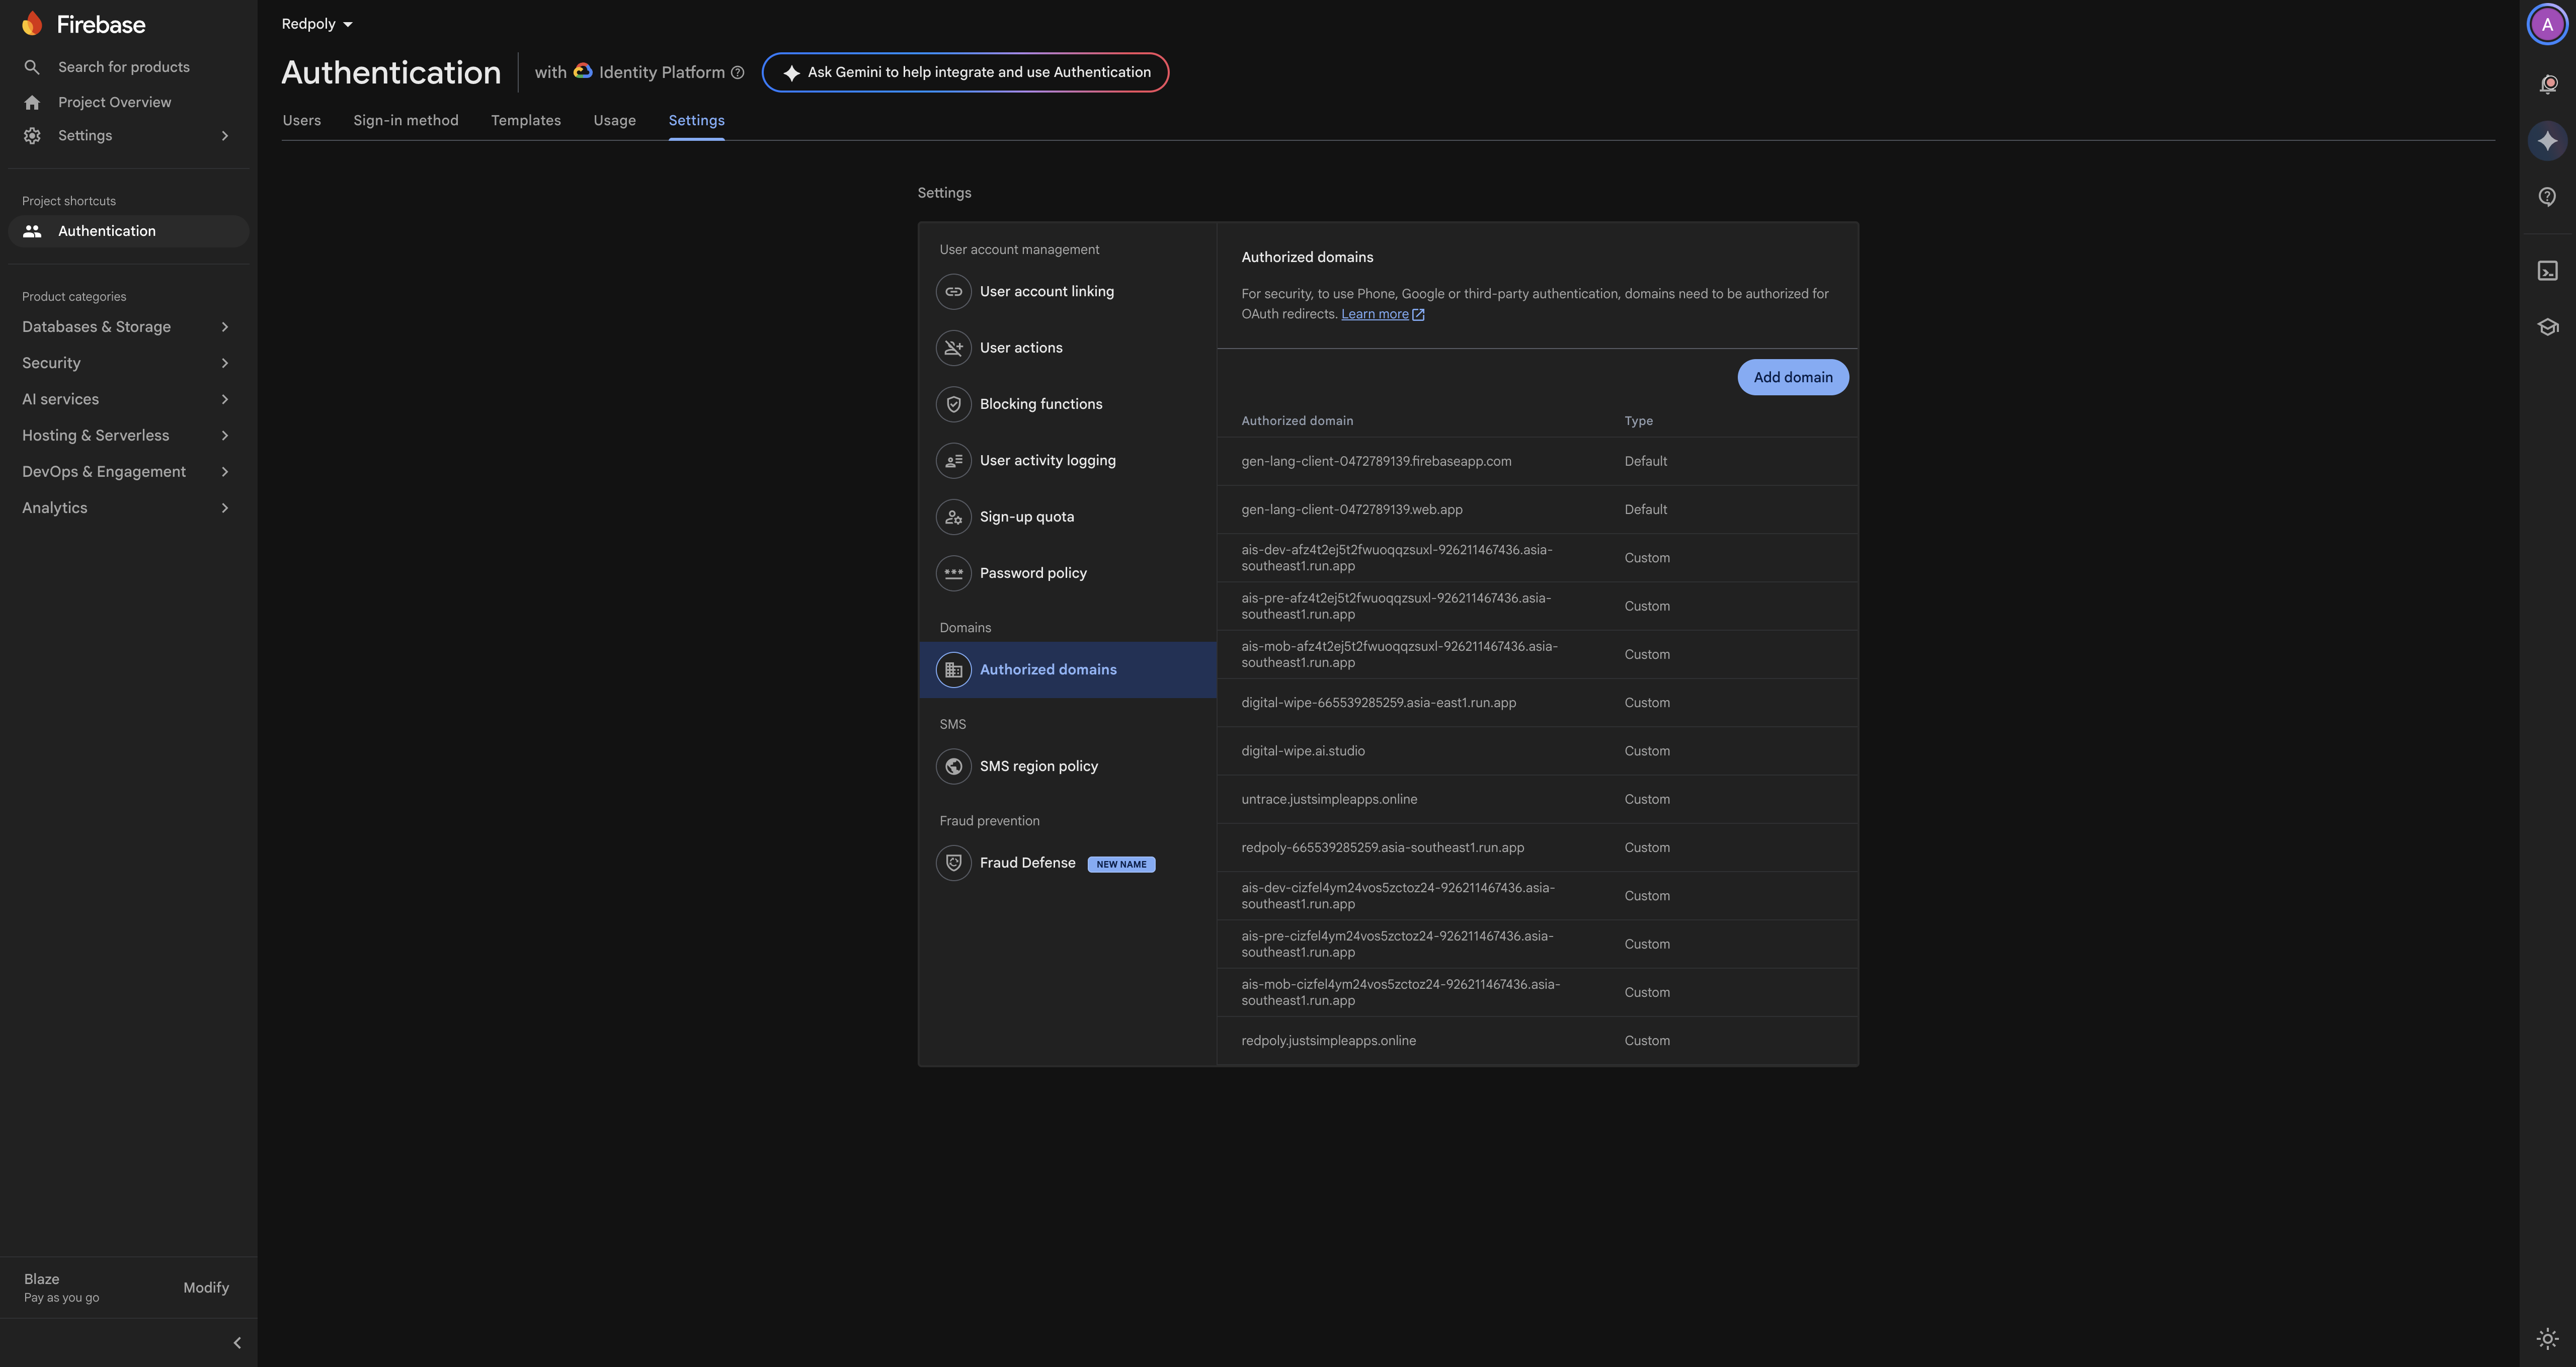 Firebase
Search for products
Project Overview
Settings
Project shortcuts
Authentication
Product categories
Databases & Storage
Security
AI services
Hosting & Serverless
DevOps & Engagement
Analytics
Blaze
Pay as you go
Modify
Redpoly
Authentication
with Identity Platform
Ask Gemini to help integrate and use Authentication
Users
Sign-in method
Templates
Usage
Settings
Settings
User account management
User account linking
User actions
Blocking functions
User activity logging
Sign-up quota
Password policy
Domains
Authorized domains
SMS
SMS region policy
Fraud prevention
Fraud Defense NEW NAME
Authorized domains
For security, to use Phone, Google or third-party authentication, domains need to be authorized for
OAuth redirects. Learn more
Add domain
Authorized domain Type
gen-lang-client-0472789139.firebaseapp.com Default
gen-lang-client-0472789139.web.app Default
ais-dev-afz4t2ej5t2fwuoqqzsuxl-926211467436.asia-
southeast1.run.app Custom
ais-pre-afz4t2ej5t2fwuoqqzsuxl-926211467436.asia-
southeast1.run.app Custom
ais-mob-afz4t2ej5t2fwuoqqzsuxl-926211467436.asia-
southeast1.run.app Custom
digital-wipe-665539285259.asia-east1.run.app Custom
digital-wipe.ai.studio Custom
untrace.justsimpleapps.online Custom
redpoly-665539285259.asia-southeast1.run.app Custom
ais-dev-cizfel4ym24vos5zctoz24-926211467436.asia-
southeast1.run.app Custom
ais-pre-cizfel4ym24vos5zctoz24-926211467436.asia-
southeast1.run.app Custom
ais-mob-cizfel4ym24vos5zctoz24-926211467436.asia-
southeast1.run.app Custom
redpoly.justsimpleapps.online Custom
A